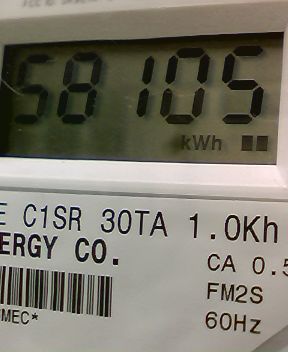 58105
kWh
E C1SR 30TA 1.0Kh
ERGY CO.
CA 0.5
FM2S
MEC*
60Hz